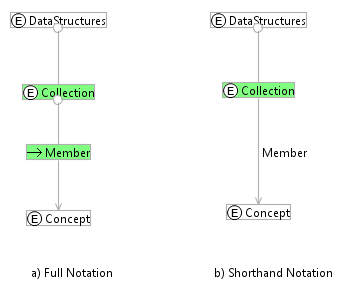 E DataStructures
E DataStructures
E Collection
E Collection
→ Member
Member
E Concept
E Concept
a) Full Notation
b) Shorthand Notation